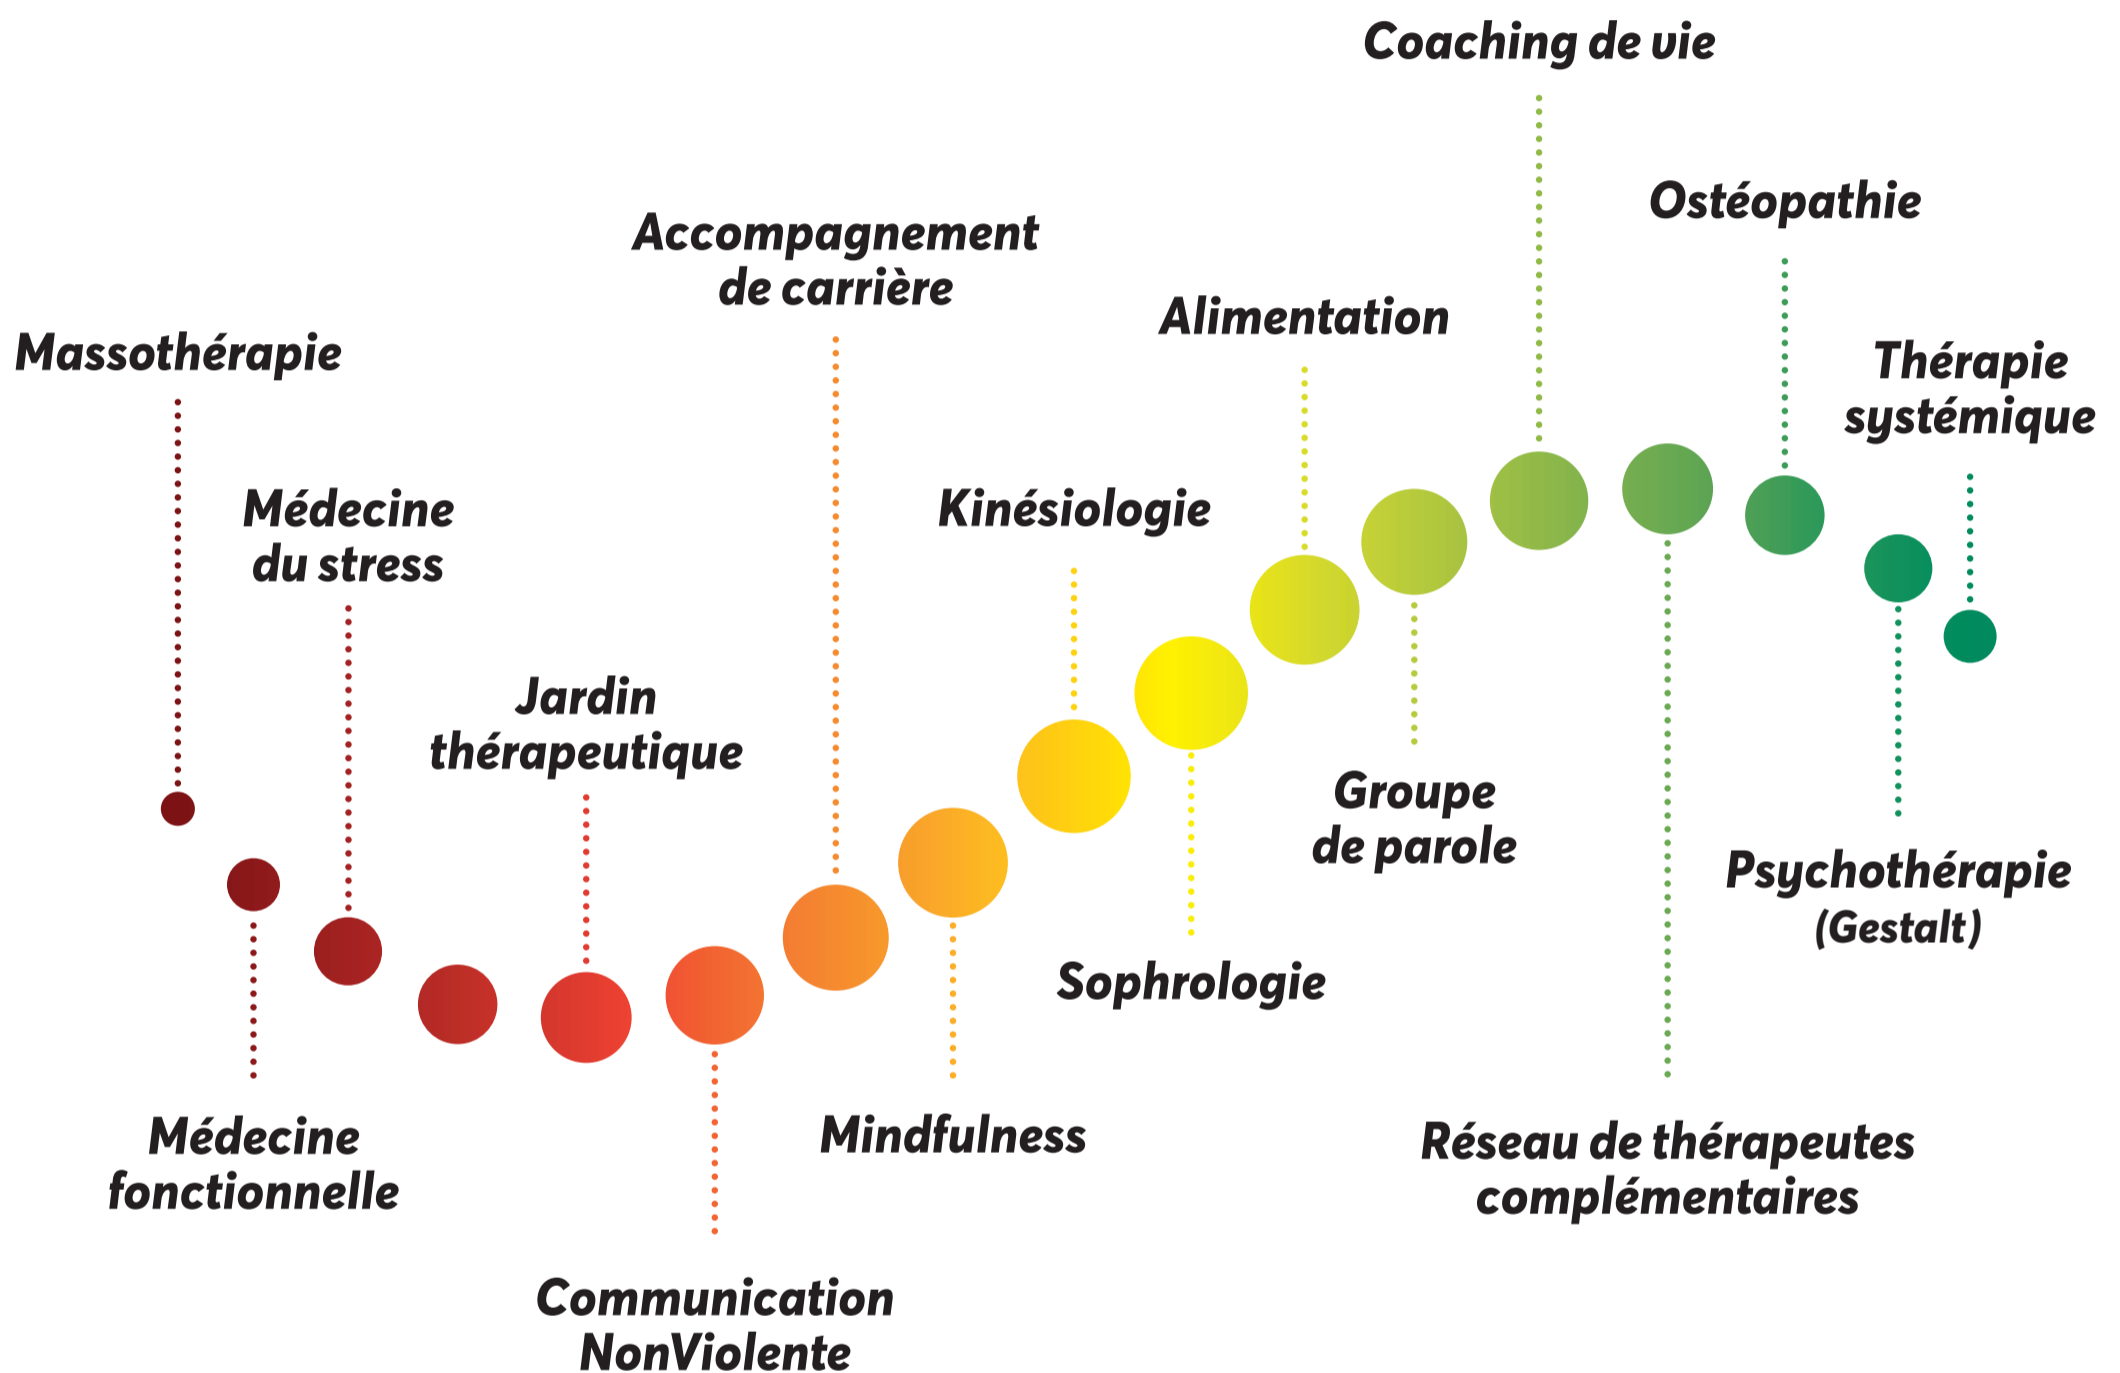 Coaching de vie
Ostéopathie
Accompagnement
de carrière
Alimentation
Massothérapie
Thérapie
systémique
Médecine
du stress
Kinésiologie
Jardin
thérapeutique
Groupe
de parole
Psychothérapie
(Gestalt)
Sophrologie
Médecine
fonctionnelle
Mindfulness
Réseau de thérapeutes
complémentaires
Communication
NonViolente